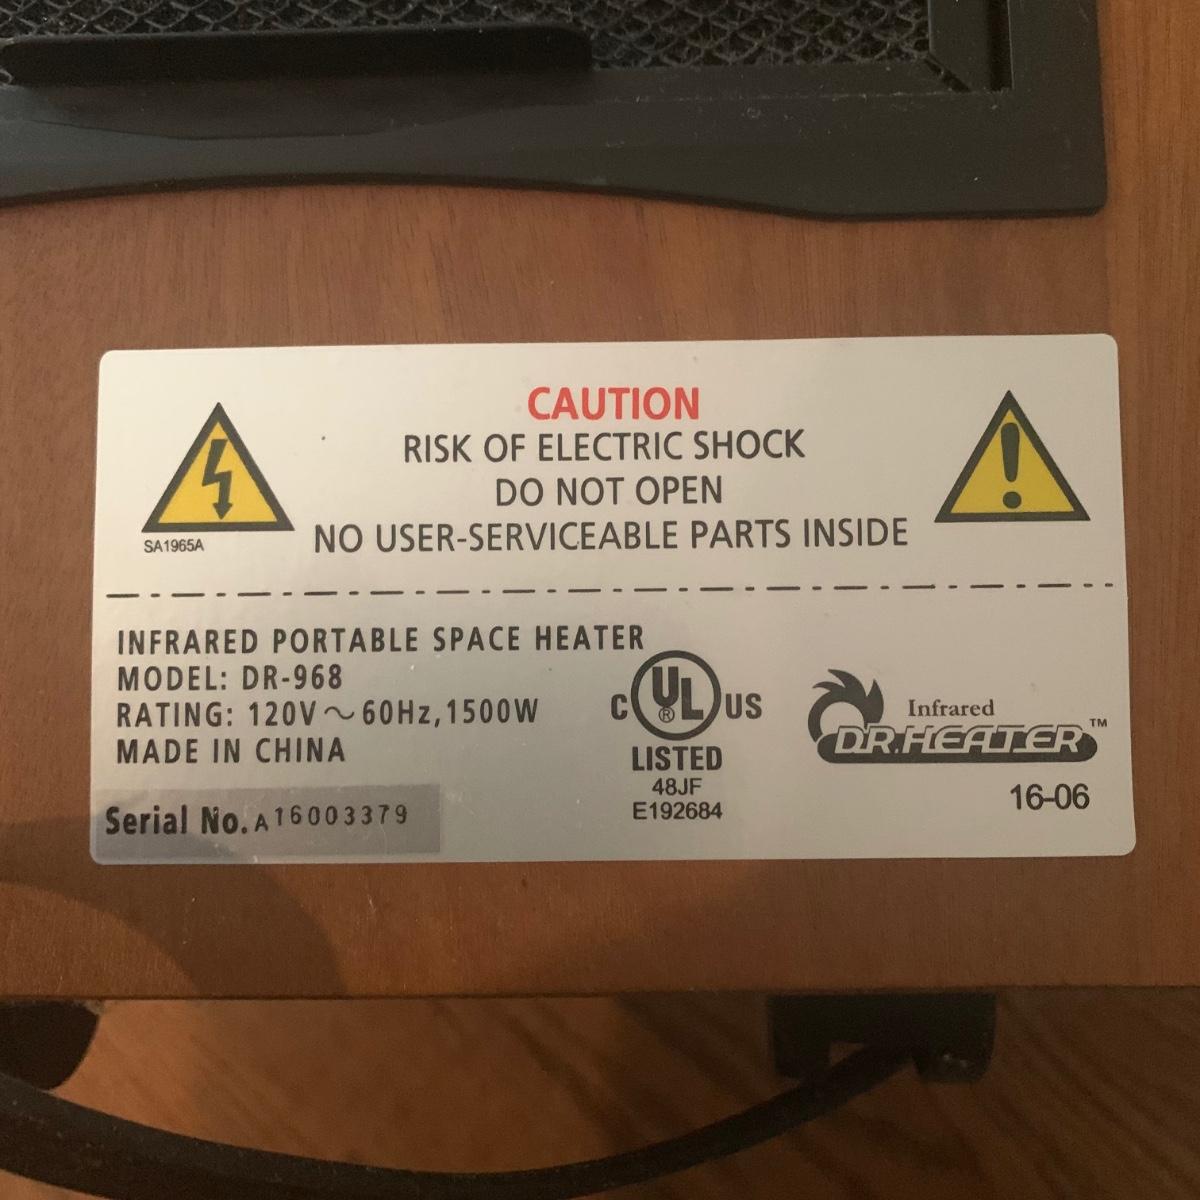 CAUTION
RISK OF ELECTRIC SHOCK
DO NOT OPEN
NO USER-SERVICEABLE PARTS INSIDE
SA1965A
INFRARED PORTABLE SPACE HEATER
MODEL: DR-968
RATING: 120V～60Hz,1500W
MADE IN CHINA
Serial No. A16003379
C UL® US
LISTED
48JF
E192684
Infrared
DR.HEATER™
16-06